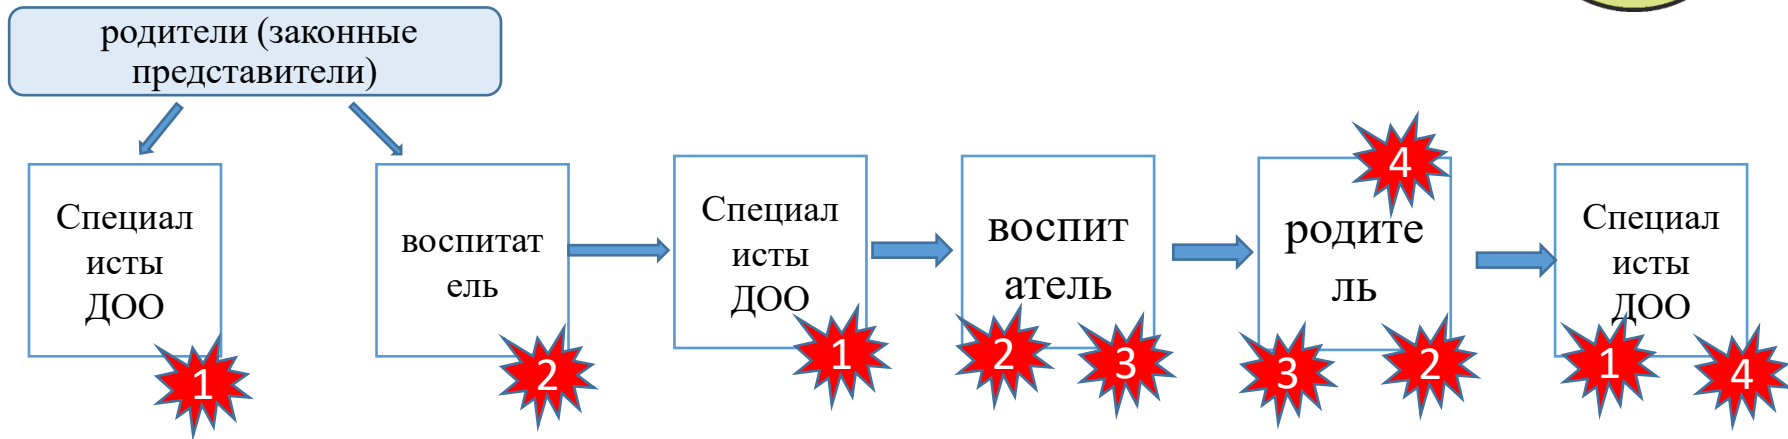 родители (законные
представители)
Специал
исты
ДОО
1
воспитат
ель
2
Специал
исты
ДОО
1
воспит
атель
2
3
4
родите
ль
3
2
Специал
исты
ДОО
1
4